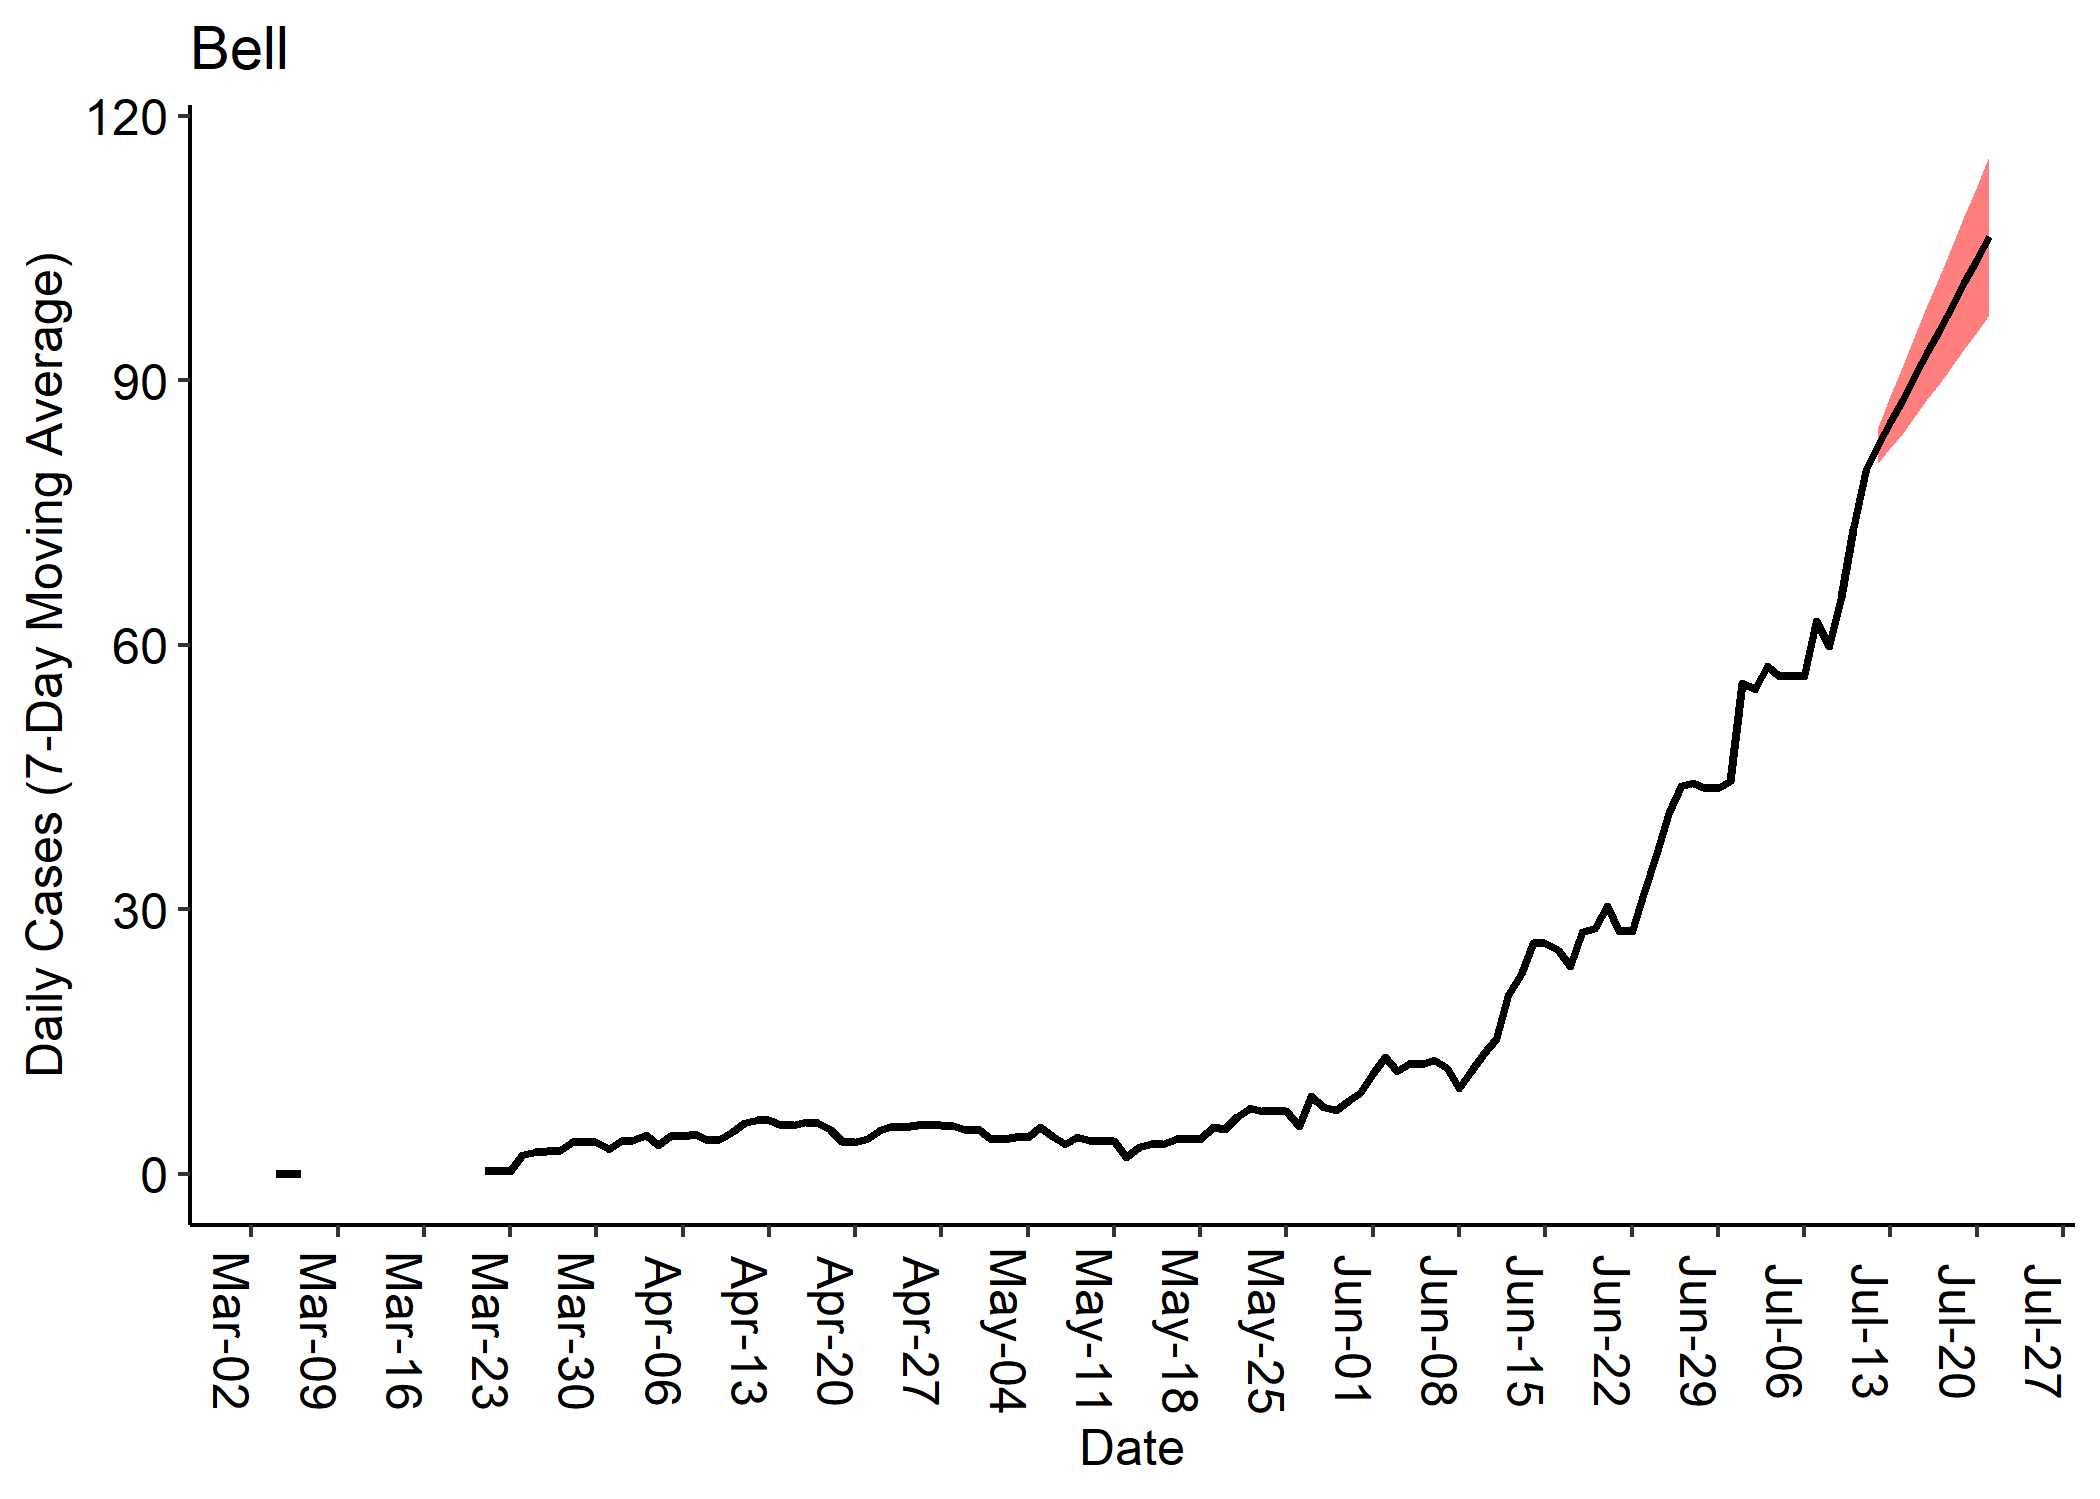 Bell
Daily Cases (7-Day Moving Average)
120
90
60
30
0
Mar-02
Mar-09
Mar-16
Mar-23
Mar-30
Apr-06
Apr-13
Apr-20
Apr-27
May-04
May-11
May-18
May-25
Jun-01
Jun-08
Jun-15
Jun-22
Jun-29
Jul-06
Jul-13
Jul-20
Jul-27
Date